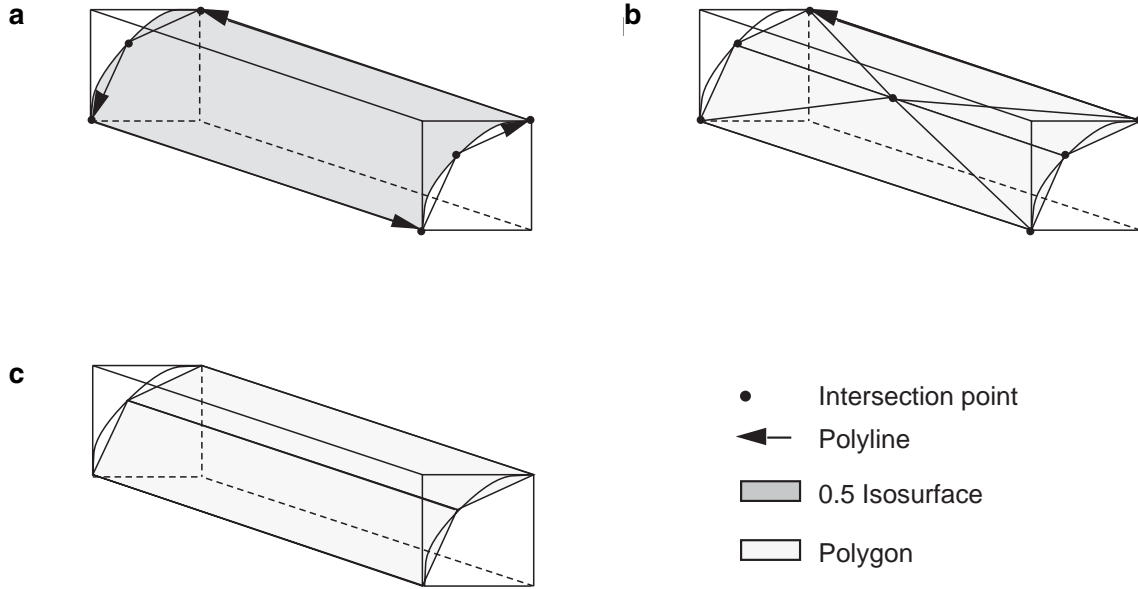 a
b
c
Intersection point
Polyline
0.5 Isosurface
Polygon